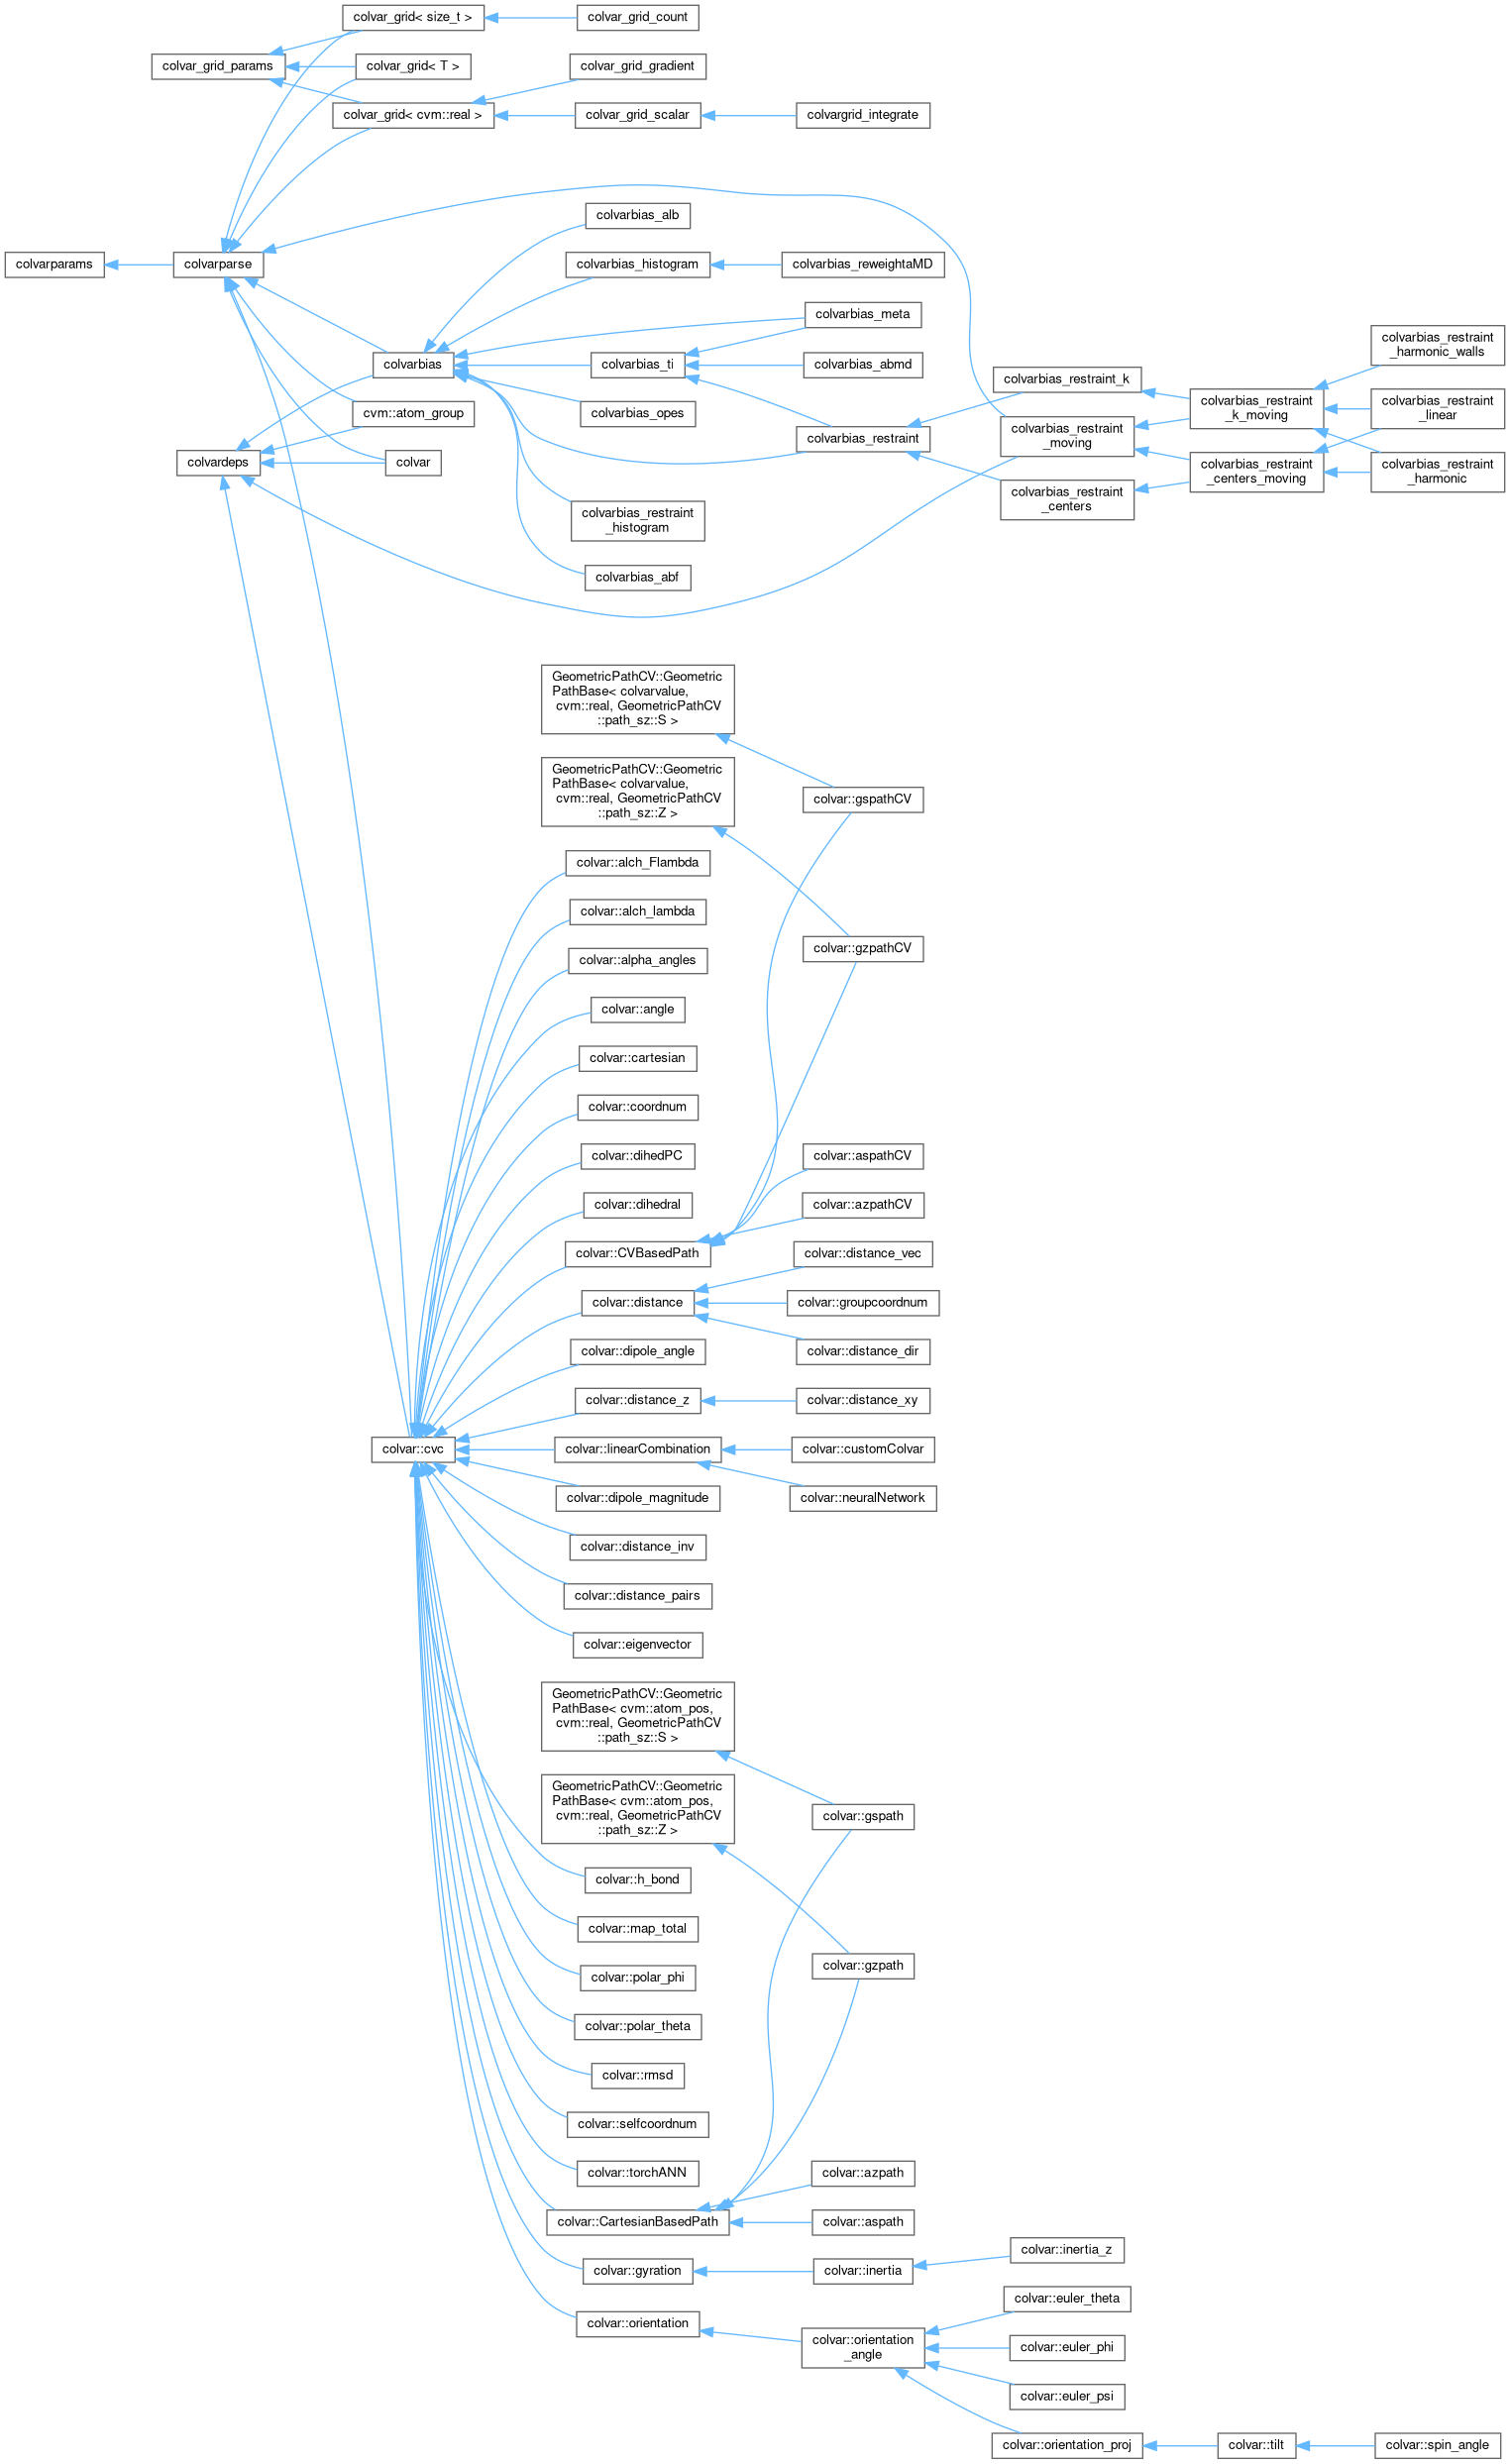 colvar_grid< size_t >
colvar_grid_count
colvar_grid_params
colvar_grid< T >
colvar_grid_gradient
colvar_grid< cvm::real >
colvar_grid_scalar
colvargrid_integrate
colvarbias_alb
colvarparams
colvarparse
colvarbias_histogram
colvarbias_reweightaMD
colvarbias_meta
colvarbias
colvarbias_ti
colvarbias_abmd
colvarbias_restraint
_harmonic_walls
colvarbias_restraint_k
cvm::atom_group
colvarbias_opes
colvarbias_restraint
_k_moving
colvarbias_restraint
_linear
colvardeps
colvar
colvarbias_restraint
colvarbias_restraint
_moving
colvarbias_restraint
_centers_moving
colvarbias_restraint
_harmonic
colvarbias_restraint
_centers
colvarbias_restraint
_histogram
colvarbias_abf
GeometricPathCV::Geometric
PathBase< colvarvalue,
cvm::real, GeometricPathCV
::path_sz::S >
GeometricPathCV::Geometric
PathBase< colvarvalue,
cvm::real, GeometricPathCV
::path_sz::Z >
colvar::gspathCV
colvar::alch_Flambda
colvar::alch_lambda
colvar::gzpathCV
colvar::alpha_angles
colvar::angle
colvar::cartesian
colvar::coordnum
colvar::dihedPC
colvar::aspathCV
colvar::dihedral
colvar::azpathCV
colvar::CVBasedPath
colvar::distance_vec
colvar::distance
colvar::groupcoordnum
colvar::dipole_angle
colvar::distance_dir
colvar::distance_z
colvar::distance_xy
colvar::cvc
colvar::linearCombination
colvar::customColvar
colvar::dipole_magnitude
colvar::neuralNetwork
colvar::distance_inv
colvar::distance_pairs
colvar::eigenvector
GeometricPathCV::Geometric
PathBase< cvm::atom_pos,
cvm::real, GeometricPathCV
::path_sz::S >
GeometricPathCV::Geometric
PathBase< cvm::atom_pos,
cvm::real, GeometricPathCV
::path_sz::Z >
colvar::gspath
colvar::h_bond
colvar::map_total
colvar::gzpath
colvar::polar_phi
colvar::polar_theta
colvar::rmsd
colvar::selfcoordnum
colvar::torchANN
colvar::azpath
colvar::CartesianBasedPath
colvar::aspath
colvar::inertia_z
colvar::gyration
colvar::inertia
colvar::euler_theta
colvar::orientation
colvar::orientation
_angle
colvar::euler_phi
colvar::euler_psi
colvar::orientation_proj
colvar::tilt
colvar::spin_angle